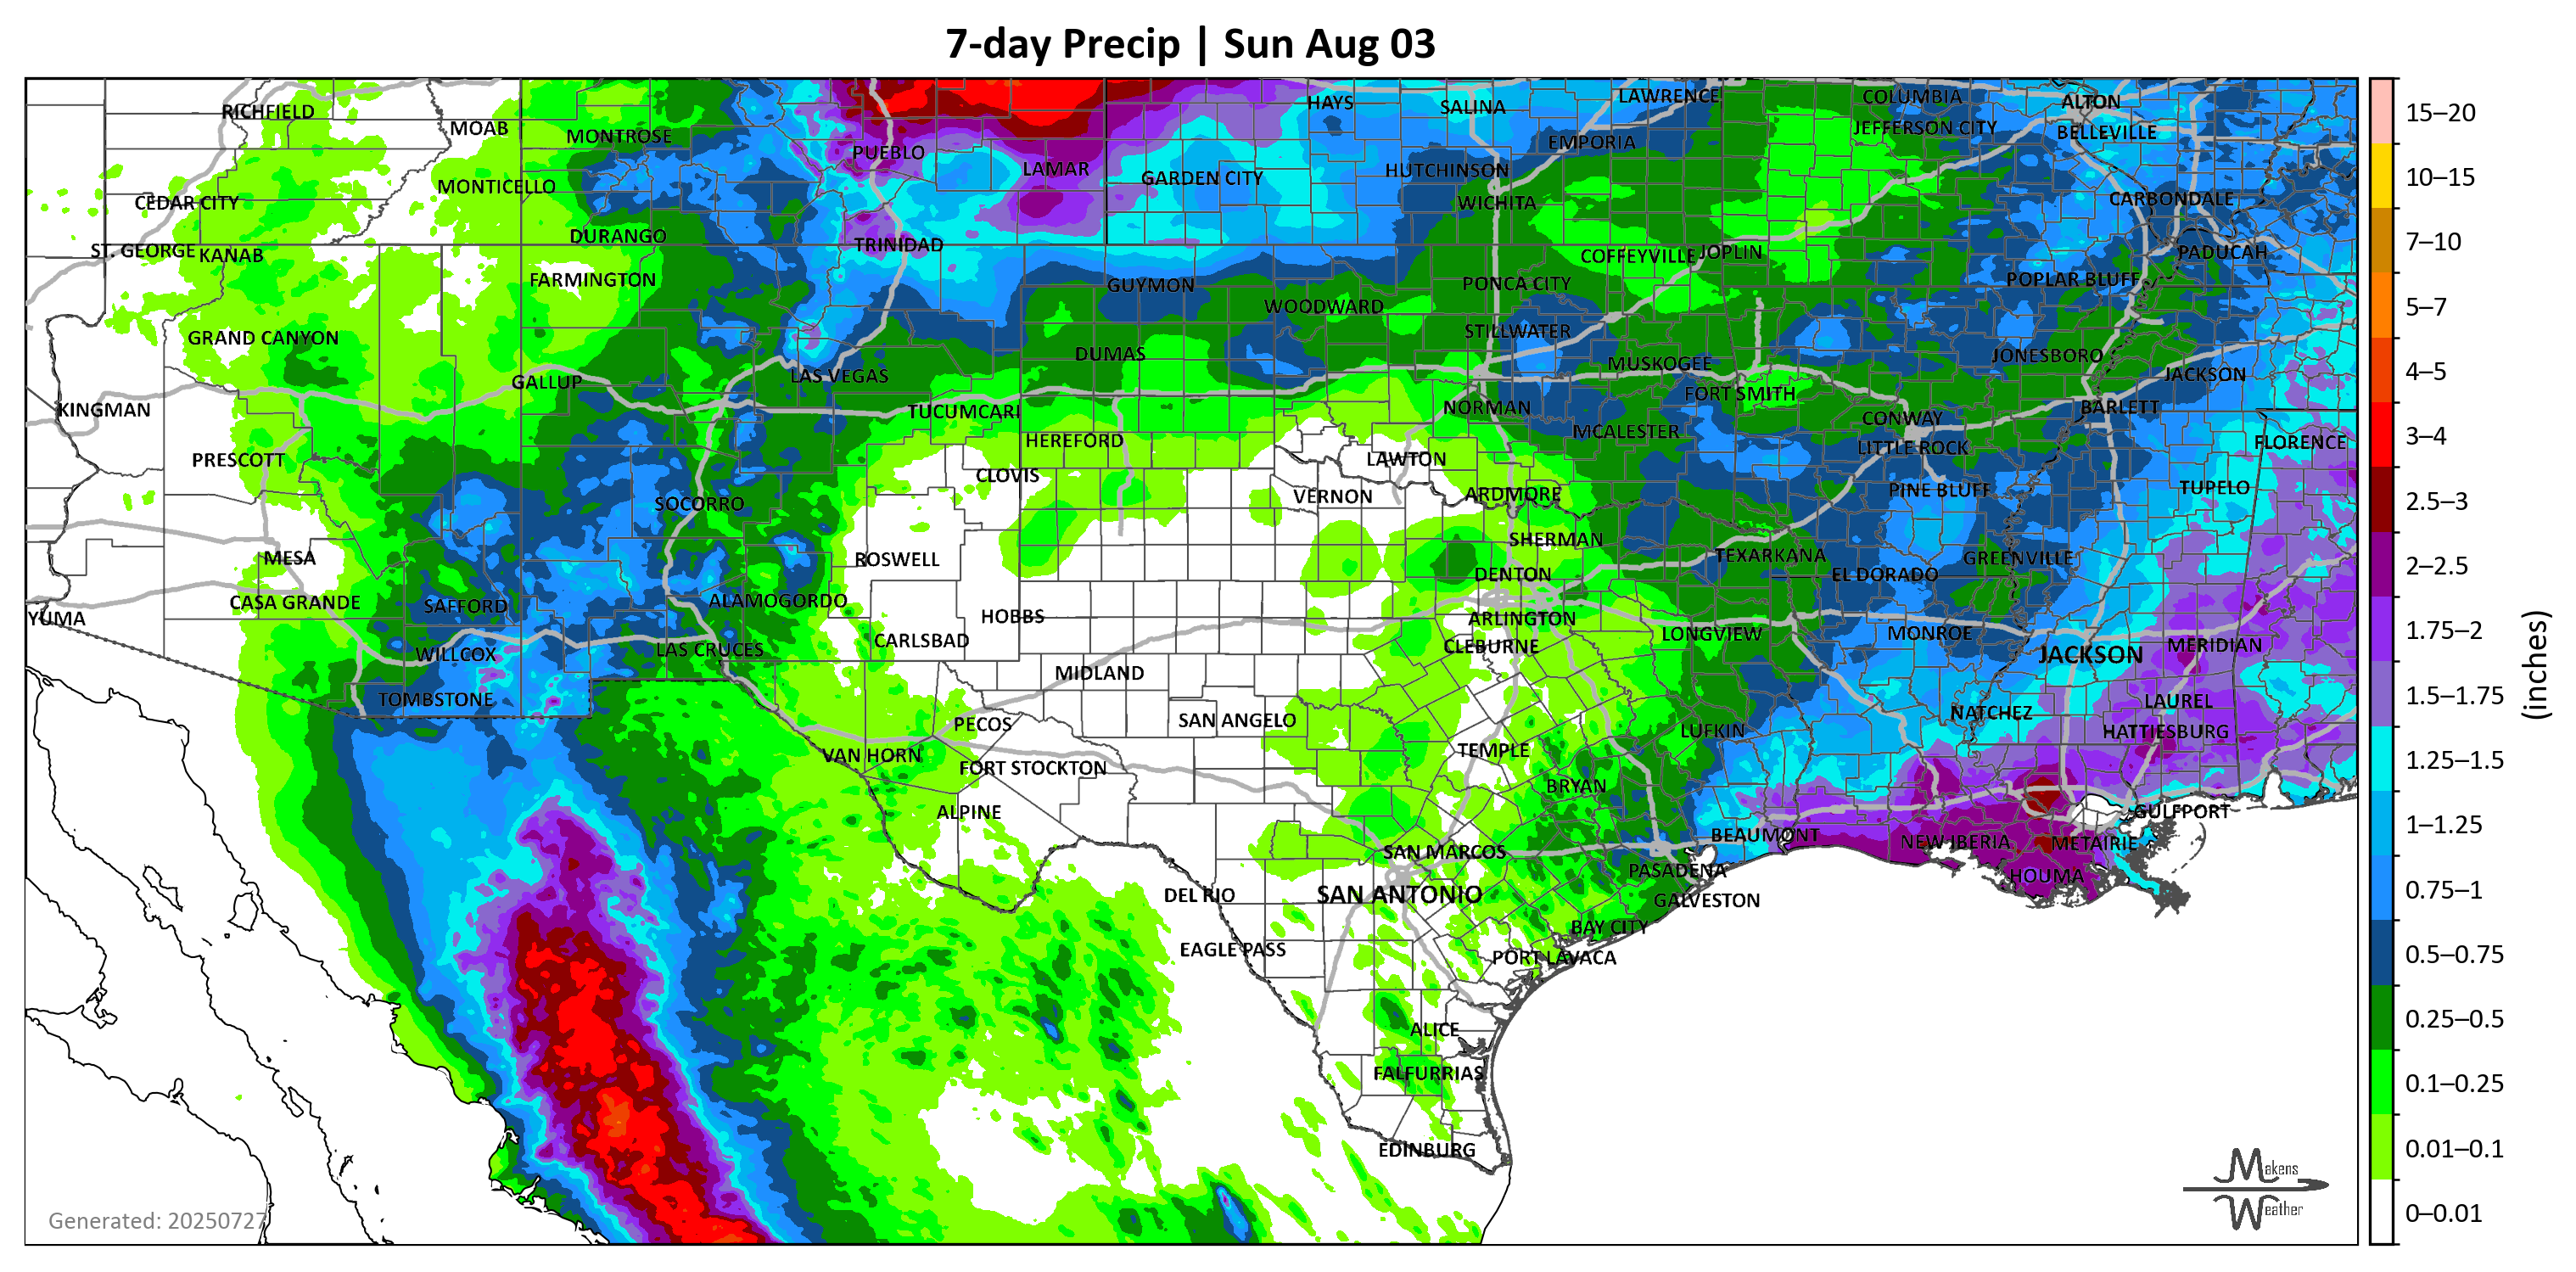 7-day Precip | Sun Aug 03
RICHFIELD
MOAB
MONTROSE
PUEBLO
LAMAR
GARDEN CITY
HAYS
SALINA
LAWRENCE
COLUMBIA
ALTON
JEFFERSON CITY
BELLEVILLE
EMPORIA
HUTCHINSON
WICHITA
MONTICELLO
CEDAR CITY
CARBONDALE
DURANGO
TRINIDAD
ST. GEORGE
KANAB
COFFEYVILLE
JOPLIN
PADUCAH
FARMINGTON
GUYMON
PONCA CITY
POPLAR BLUFF
WOODWARD
STILLWATER
GRAND CANYON
DUMAS
MUSKOGEE
JONESBORO
GALLUP
LAS VEGAS
FORT SMITH
JACKSON
KINGMAN
TUCUMCARI
NORMAN
BARLETT
CONWAY
HEREFORD
MCALESTER
LITTLE ROCK
FLORENCE
PRESCOTT
CLOVIS
LAWTON
SOCORRO
VERNON
ARDMORE
PINE BLUFF
TUPELO
MESA
ROSWELL
SHERMAN
TEXARKANA
GREENVILLE
DENTON
EL DORADO
CASA GRANDE
SAFFORD
ALAMOGORDO
YUMA
HOBBS
ARLINGTON
CARLSBAD
CLEBURNE
LONGVIEW
MONROE
JACKSON
MERIDIAN
WILLCOX
LAS CRUCES
MIDLAND
TOMBSTONE
LAUREL
PECOS
SAN ANGELO
NATCHEZ
LUFKIN
HATTIESBURG
VAN HORN
FORT STOCKTON
TEMPLE
BRYAN
ALPINE
GULFPORT
BEAUMONT
NEW IBERIA
METAIRIE
SAN MARCOS
PASADENA
HOUMA
DEL RIO
SAN ANTONIO
GALVESTON
BAY CITY
EAGLE PASS
PORT LAVACA
ALICE
FALFURRIAS
EDINBURG
Generated: 20250727
Makens
Weather
15–20
10–15
7–10
5–7
4–5
3–4
2.5–3
2–2.5
1.75–2
1.5–1.75
1.25–1.5
1–1.25
0.75–1
0.5–0.75
0.25–0.5
0.1–0.25
0.01–0.1
0–0.01
(inches)